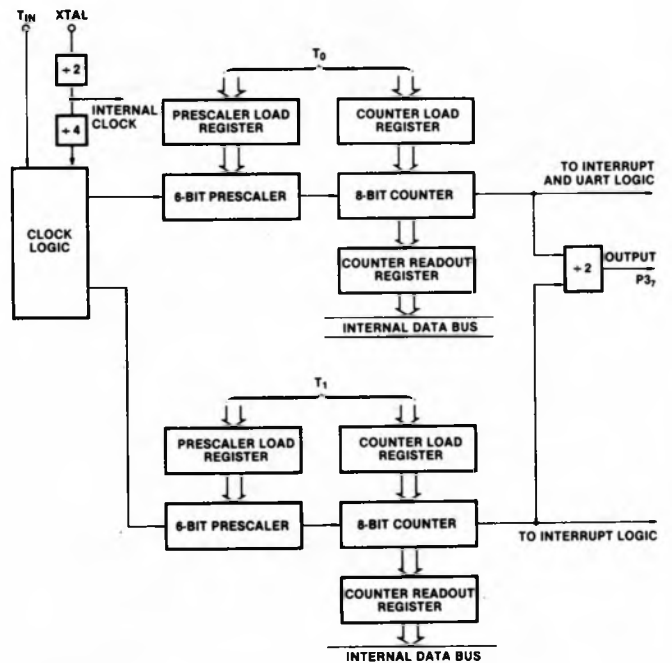 TIN XTAL
÷2
INTERNAL
CLOCK
÷4
CLOCK
LOGIC
T0
PRESCALER LOAD
REGISTER
COUNTER LOAD
REGISTER
6-BIT PRESCALER
8-BIT COUNTER
COUNTER READOUT
REGISTER
INTERNAL DATA BUS
TO INTERRUPT
AND UART LOGIC
÷2
OUTPUT
P37
T1
PRESCALER LOAD
REGISTER
COUNTER LOAD
REGISTER
6-BIT PRESCALER
8-BIT COUNTER
TO INTERRUPT LOGIC
COUNTER READOUT
REGISTER
INTERNAL DATA BUS